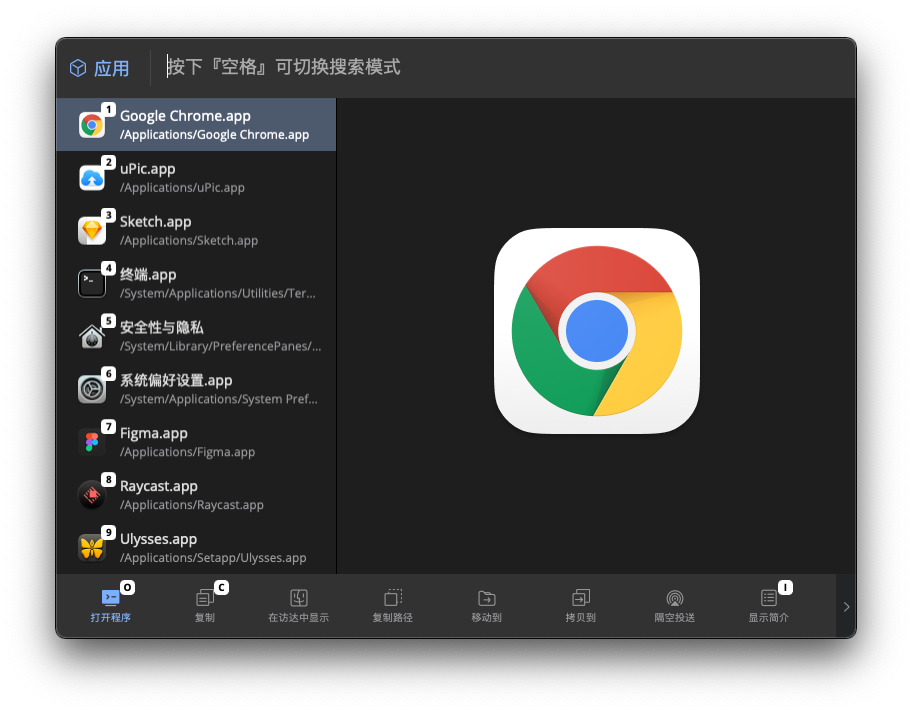 应用
按下『空格』可切换搜索模式
1
Google Chrome.app
/Applications/Google Chrome.app
2
uPic.app
/Applications/uPic.app
3
Sketch.app
/Applications/Sketch.app
4
终端.app
/System/Applications/Utilities/Ter...
5
安全性与隐私
/System/Library/PreferencePanes/...
6
系统偏好设置.app
/System/Applications/System Pref...
7
Figma.app
/Applications/Figma.app
8
Raycast.app
/Applications/Raycast.app
9
Ulysses.app
/Applications/Setapp/Ulysses.app
O
打开程序
C
复制
在访达中显示
复制路径
移动到
拷贝到
隔空投送
I
显示简介